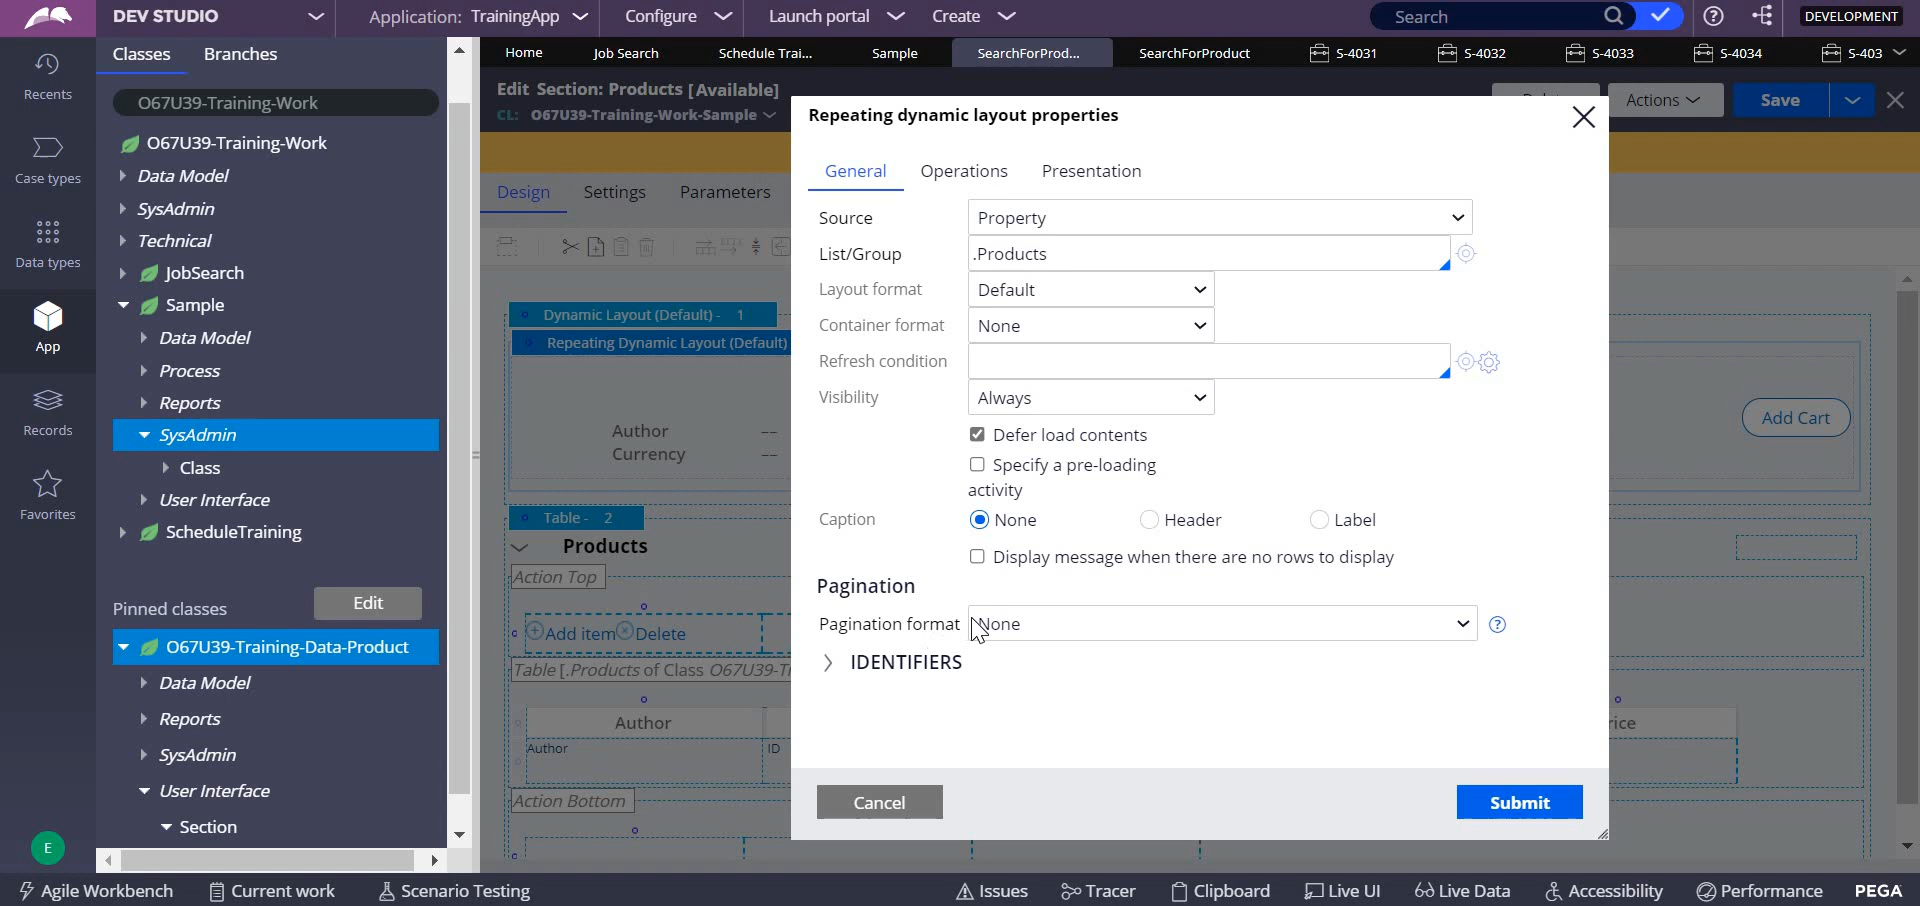 DEV STUDIO
Application: TrainingApp
Configure
Launch portal
Create
Search
DEVELOPMENT
Recents
Case types
Data types
App
Records
Favorites
E
Classes
Branches
O67U39-Training-Work
O67U39-Training-Work
Data Model
SysAdmin
Technical
JobSearch
Sample
Data Model
Process
Reports
SysAdmin
Class
User Interface
ScheduleTraining
Pinned classes
Edit
O67U39-Training-Data-Product
Data Model
Reports
SysAdmin
User Interface
Section
Home
Job Search
Schedule Trai...
Sample
SearchForProd...
SearchForProduct
S-4031
S-4032
S-4033
S-4034
S-403
Edit Section: Products [Available]
CL: O67U39-Training-Work-Sample
Actions
Save
Design
Settings
Parameters
Dynamic Layout (Default) - 1
Repeating Dynamic Layout (Default)
Author --
Currency --
Add Cart
Table - 2
Products
Action Top
Add item
Delete
Table [.Products of Class O67U39-T
Author
rice
Author
ID
Action Bottom
Repeating dynamic layout properties
General
Operations
Presentation
Source
Property
List/Group
.Products
Layout format
Default
Container format
None
Refresh condition
Visibility
Always
Defer load contents
Specify a pre-loading
activity
Caption
None
Header
Label
Display message when there are no rows to display
Pagination
Pagination format
None
IDENTIFIERS
Cancel
Submit
Agile Workbench
Current work
Scenario Testing
Issues
Tracer
Clipboard
Live UI
Live Data
Accessibility
Performance
PEGA